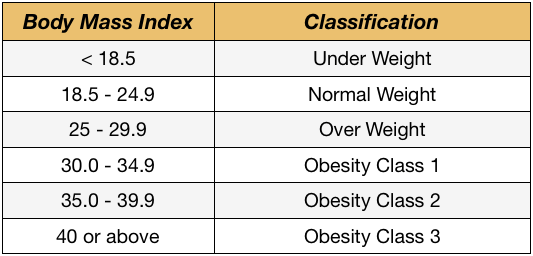 Body Mass Index Classification
< 18.5 Under Weight
18.5 - 24.9 Normal Weight
25 - 29.9 Over Weight
30.0 - 34.9 Obesity Class 1
35.0 - 39.9 Obesity Class 2
40 or above Obesity Class 3